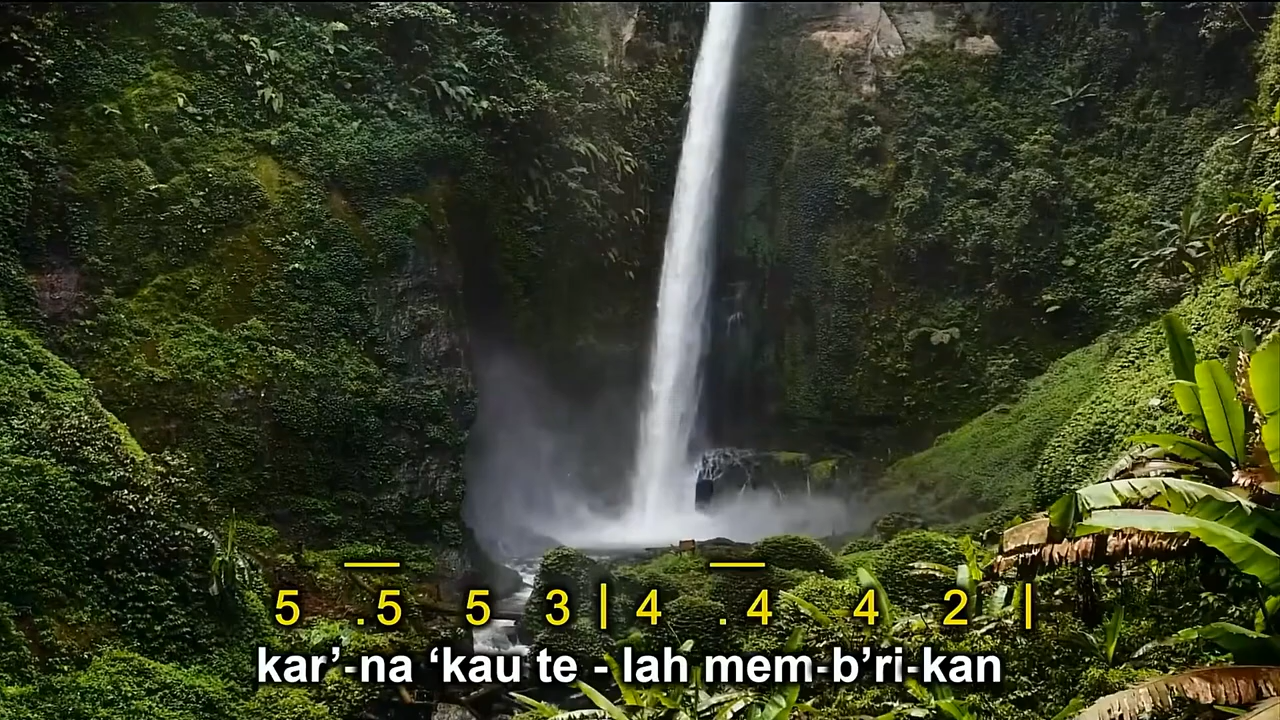 5 .5 5 3 | 4 .4 4 2 |
kar’-na ‘kau te - lah mem-b’ri-kan